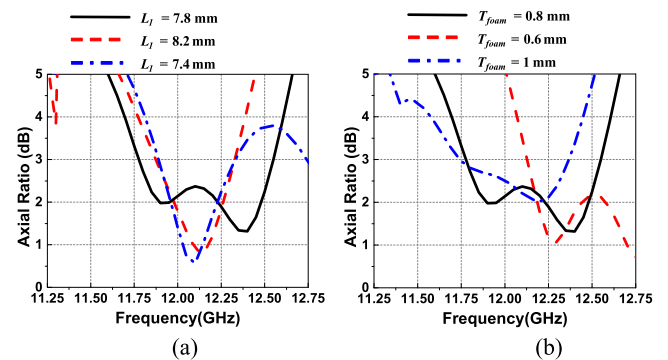 L1 = 7.8 mm
L1 = 8.2 mm
L1 = 7.4 mm
Axial Ratio (dB)
5
4
3
2
1
0
11.25 11.50 11.75 12.00 12.25 12.50 12.75
Frequency(GHz)
(a)
Tfoam = 0.8 mm
Tfoam = 0.6 mm
Tfoam = 1 mm
Axial Ratio (dB)
5
4
3
2
1
0
11.25 11.50 11.75 12.00 12.25 12.50 12.75
Frequency(GHz)
(b)